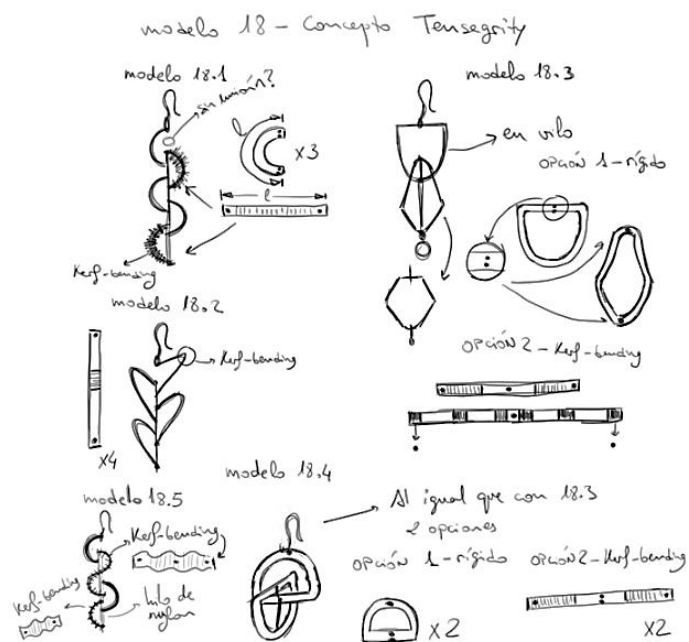 modelo 18 - Concepto Tensegrity
modelo 18.1
sin unión?
l
x3
l
Kerf-bending
modelo 18.3
en vilo
OPCIÓN 1-rígido
OPCIÓN 2-Kerf-bending
modelo 18.2
Kerf-bending
x4
modelo 18.4
Al igual que con 18.3
2 opciones
OPCIÓN 1-rígido
x2
OPCIÓN 2-Kerf-bending
x2
modelo 18.5
Kerf-bending
Kerf-bending
hilo de
nylon